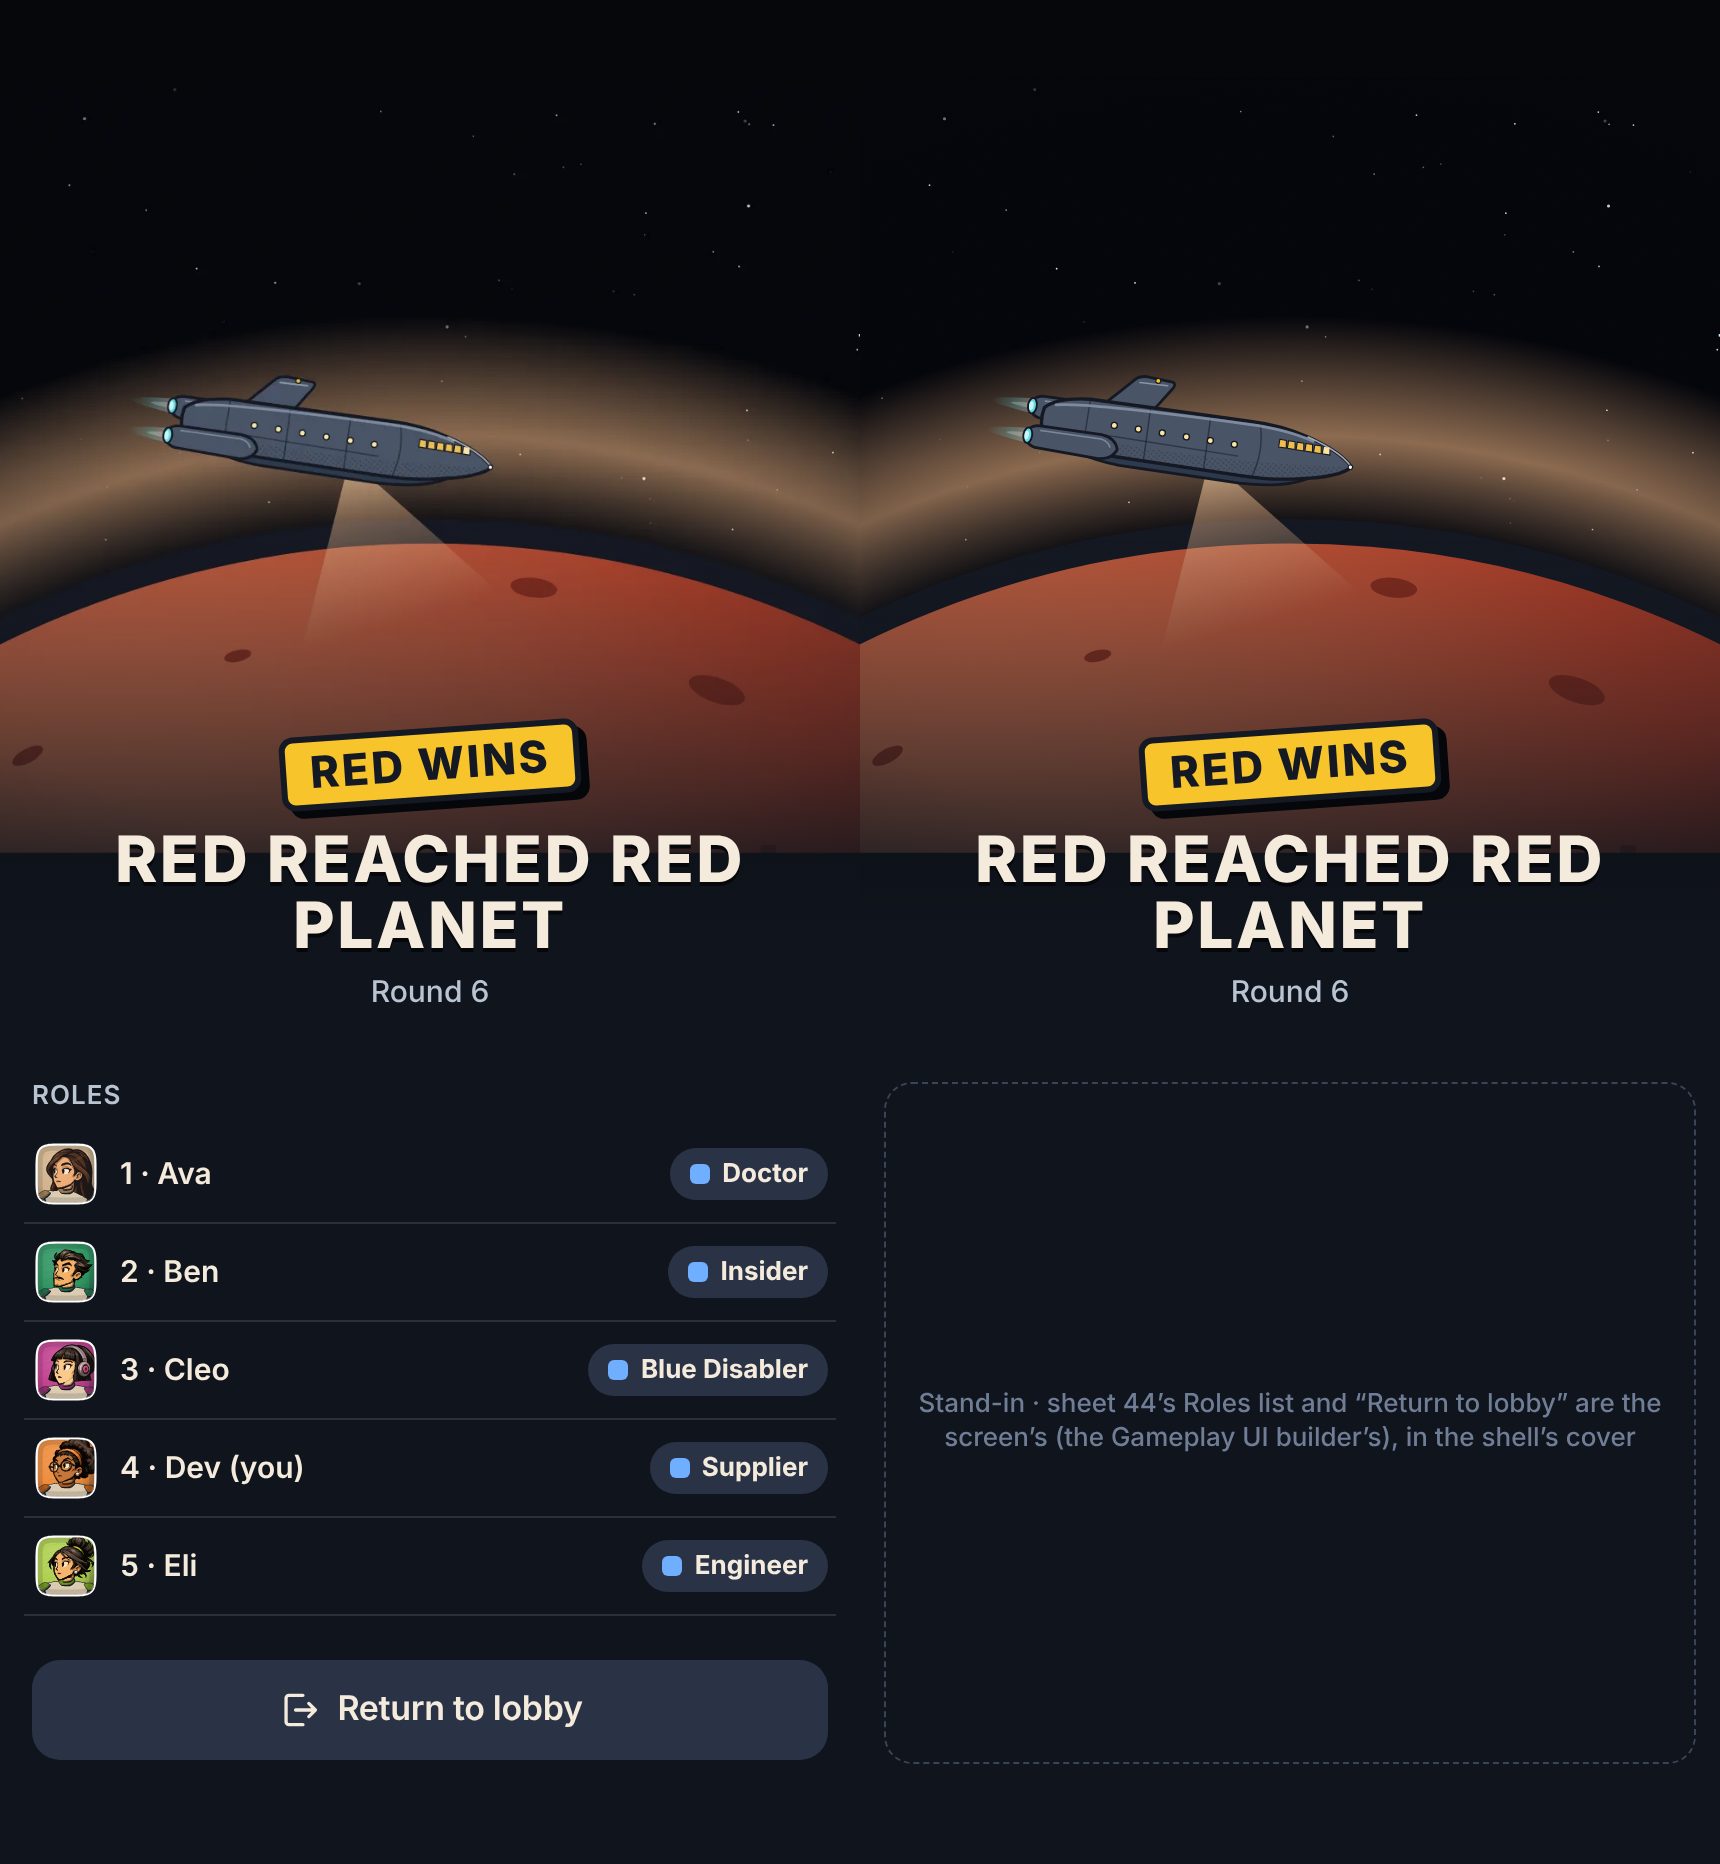 RED WINS
RED REACHED RED
PLANET
Round 6
ROLES
1 · Ava
Doctor
2 · Ben
Insider
3 · Cleo
Blue Disabler
4 · Dev (you)
Supplier
5 · Eli
Engineer
Return to lobby
RED WINS
RED REACHED RED
PLANET
Round 6
Stand-in · sheet 44’s Roles list and “Return to lobby” are the
screen’s (the Gameplay UI builder’s), in the shell’s cover